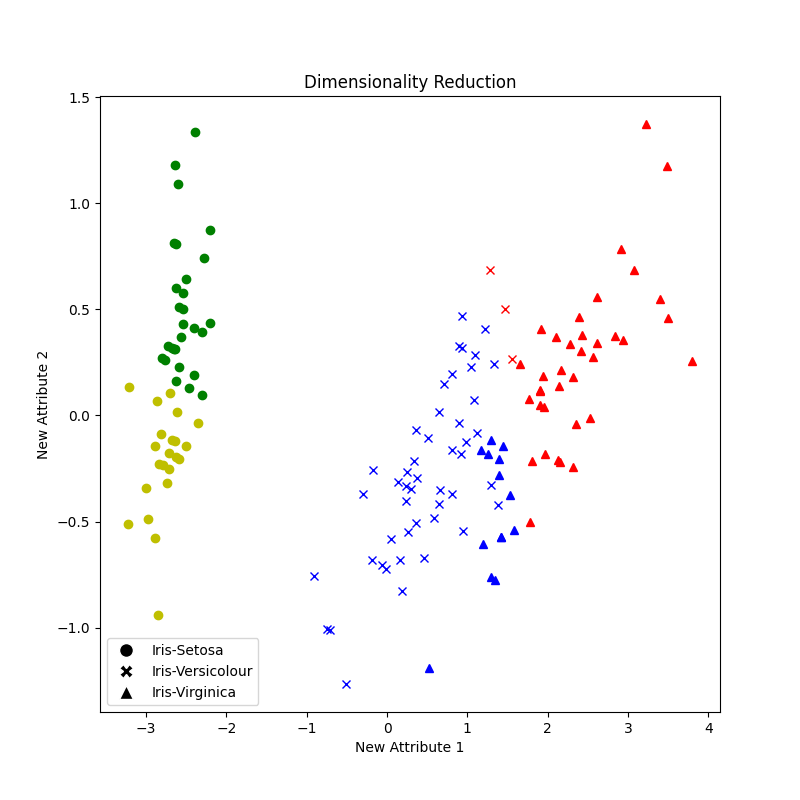 Dimensionality Reduction
1.5
1.0
0.5
0.0
−0.5
−1.0
New Attribute 2
Iris-Setosa
Iris-Versicolour
Iris-Virginica
−3
−2
−1
0
1
2
3
4
New Attribute 1